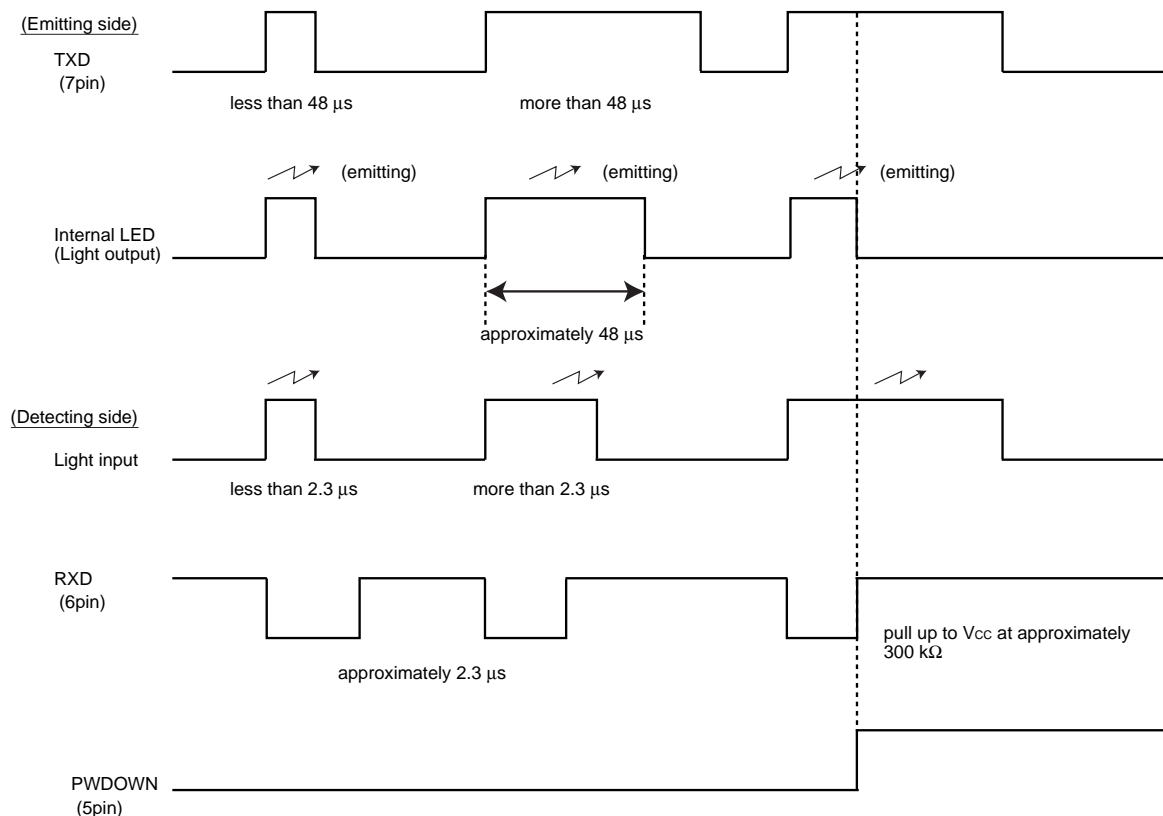 (Emitting side)
TXD
(7pin)
less than 48 μs
more than 48 μs
(emitting)
(emitting)
(emitting)
Internal LED
(Light output)
approximately 48 μs
(Detecting side)
Light input
less than 2.3 μs
more than 2.3 μs
RXD
(6pin)
approximately 2.3 μs
pull up to VCC at approximately
300 kΩ
PWDOWN
(5pin)